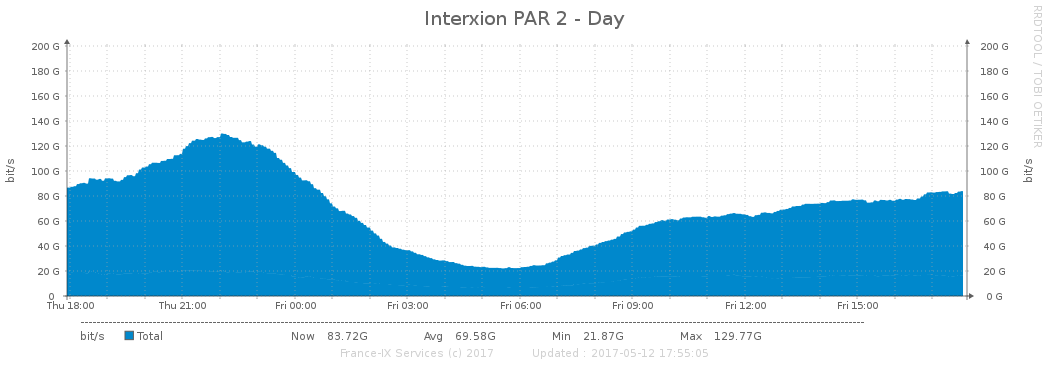 Interxion PAR 2 - Day
RRDTOOL / TOBI OETIKER
bit/s
200 G 200 G
180 G 180 G
160 G 160 G
140 G 140 G
120 G 120 G
100 G 100 G
80 G 80 G
60 G 60 G
40 G 40 G
20 G 20 G
0 0 G
bit/s
Thu 18:00 Thu 21:00 Fri 00:00 Fri 03:00 Fri 06:00 Fri 09:00 Fri 12:00 Fri 15:00
bit/s Total Now 83.72G Avg 69.58G Min 21.87G Max 129.77G
France-IX Services (c) 2017 Updated : 2017-05-12 17:55:05